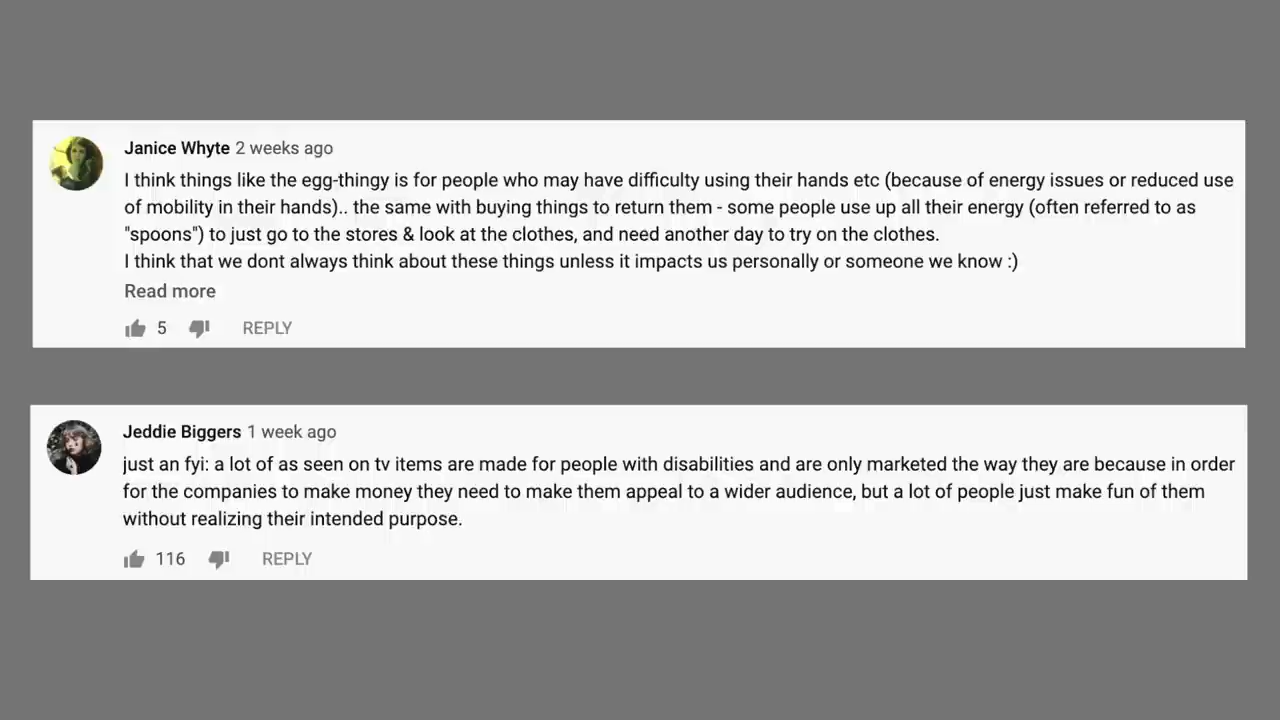 Janice Whyte 2 weeks ago
I think things like the egg-thingy is for people who may have difficulty using their hands etc (because of energy issues or reduced use
of mobility in their hands).. the same with buying things to return them - some people use up all their energy (often referred to as
"spoons") to just go to the stores & look at the clothes, and need another day to try on the clothes.
I think that we dont always think about these things unless it impacts us personally or someone we know :)
Read more
5 REPLY
Jeddie Biggers 1 week ago
just an fyi: a lot of as seen on tv items are made for people with disabilities and are only marketed the way they are because in order
for the companies to make money they need to make them appeal to a wider audience, but a lot of people just make fun of them
without realizing their intended purpose.
116 REPLY